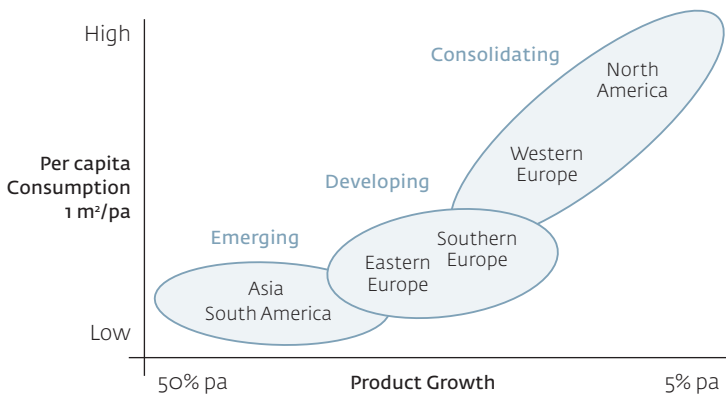 High
Consolidating
North
America
Per capita
Consumption
1 m²/pa
Western
Europe
Developing
Emerging
Southern
Europe
Eastern
Europe
Asia
South America
Low
50% pa
Product Growth
5% pa